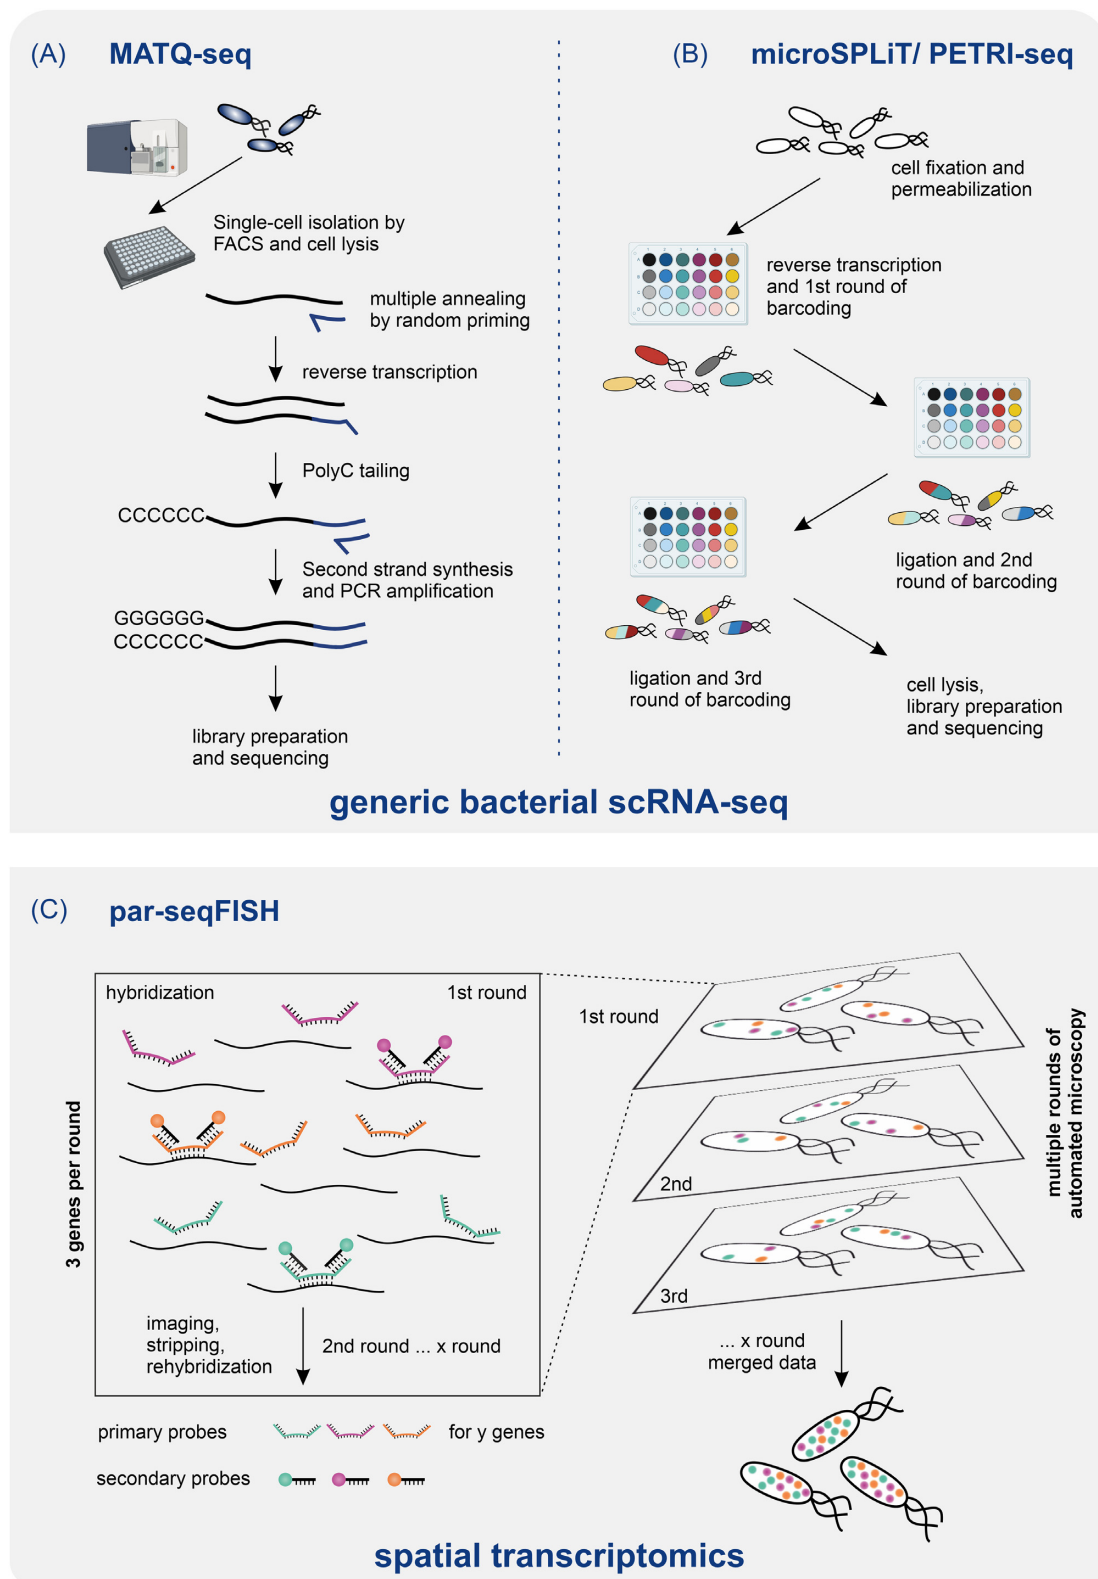 (A) MATQ-seq
Single-cell isolation by
FACS and cell lysis
multiple annealing
by random priming
reverse transcription
PolyC tailing
CCCCCC
Second strand synthesis
and PCR amplification
GGGGGG
CCCCCC
library preparation
and sequencing
(B) microSPLiT/ PETRI-seq
cell fixation and
permeabilization
reverse transcription
and 1st round of
barcoding
ligation and 2nd
round of barcoding
ligation and 3rd
round of barcoding
cell lysis,
library preparation
and sequencing
generic bacterial scRNA-seq
(C) par-seqFISH
hybridization
1st round
3 genes per round
imaging,
stripping,
rehybridization
2nd round ... x round
primary probes
for y genes
secondary probes
1st round
2nd
3rd
multiple rounds of
automated microscopy
... x round
merged data
spatial transcriptomics